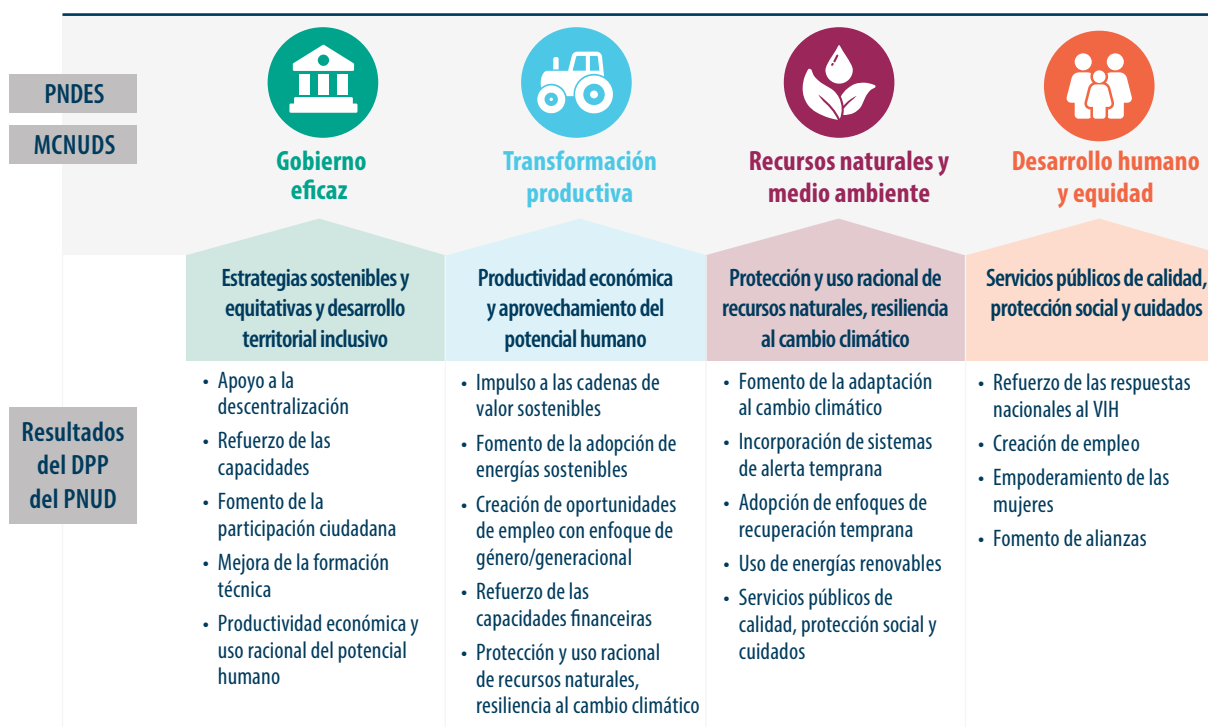 PNDES
MCNUDS
Gobierno
eficaz
Transformación
productiva
Recursos naturales y
medio ambiente
Desarrollo humano
y equidad
Estrategias sostenibles y
equitativas y desarrollo
territorial inclusivo
Productividad económica
y aprovechamiento del
potencial humano
Protección y uso racional de
recursos naturales, resiliencia
al cambio climático
Servicios públicos de calidad,
protección social y cuidados
Resultados
del DPP
del PNUD
• Apoyo a la
descentralización
• Refuerzo de las
capacidades
• Fomento de la
participación ciudadana
• Mejora de la formación
técnica
• Productividad económica y
uso racional del potencial
humano
• Impulso a las cadenas de
valor sostenibles
• Fomento de la adopción de
energías sostenibles
• Creación de oportunidades
de empleo con enfoque de
género/generacional
• Refuerzo de las
capacidades financieras
• Protección y uso racional
de recursos naturales,
resiliencia al cambio climático
• Fomento de la adaptación
al cambio climático
• Incorporación de sistemas
de alerta temprana
• Adopción de enfoques de
recuperación temprana
• Uso de energías renovables
• Servicios públicos de
calidad, protección social y
cuidados
• Refuerzo de las respuestas
nacionales al VIH
• Creación de empleo
• Empoderamiento de las
mujeres
• Fomento de alianzas